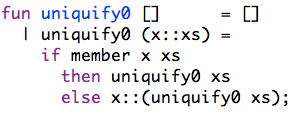 fun uniquify0 []       = []
  | uniquify0 (x::xs) =
    if member x xs
      then uniquify0 xs
      else x::(uniquify0 xs);